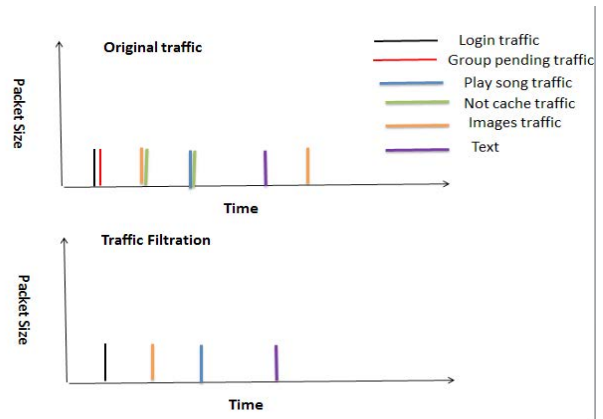 Original traffic
Login traffic
Group pending traffic
Play song traffic
Not cache traffic
Images traffic
Text
Packet Size
Time
Traffic Filtration
Packet Size
Time